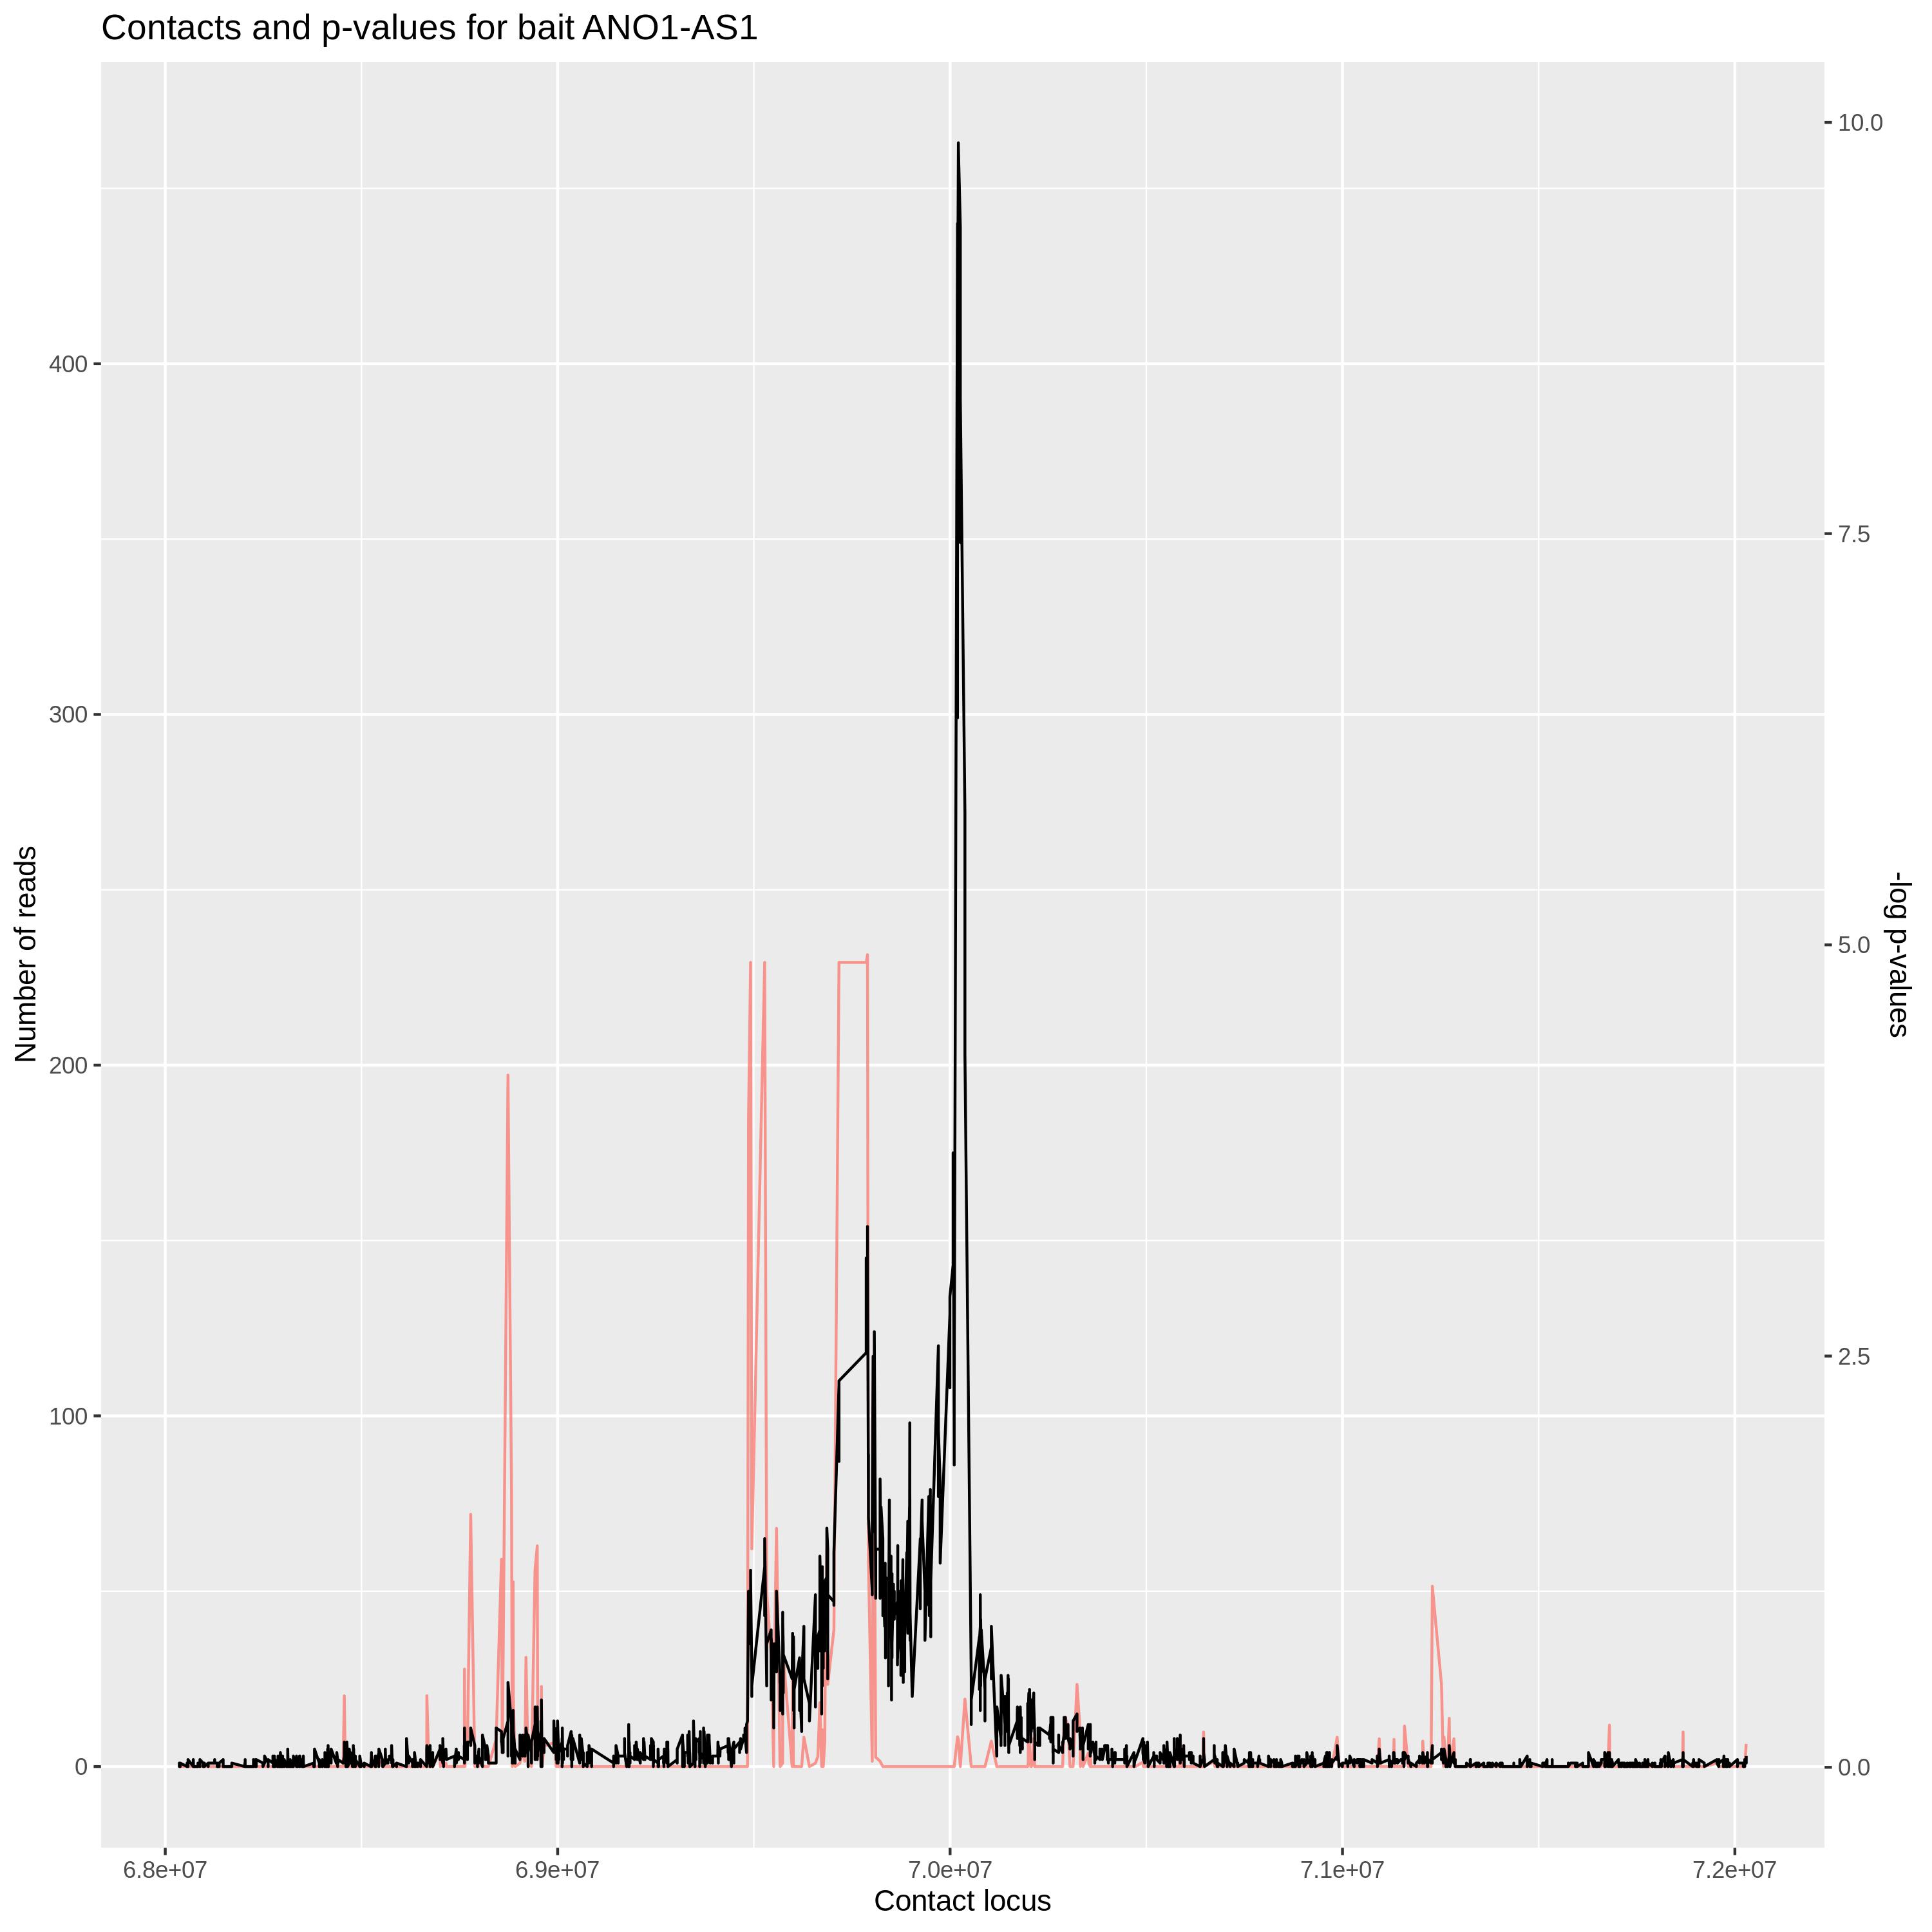 Contacts and p-values for bait ANO1-AS1
10.0
400
7.5
300
Number of reads
-log p-values
5.0
200
2.5
100
0
0.0
6.8e+07 6.9e+07 7.0e+07 7.1e+07 7.2e+07
Contact locus